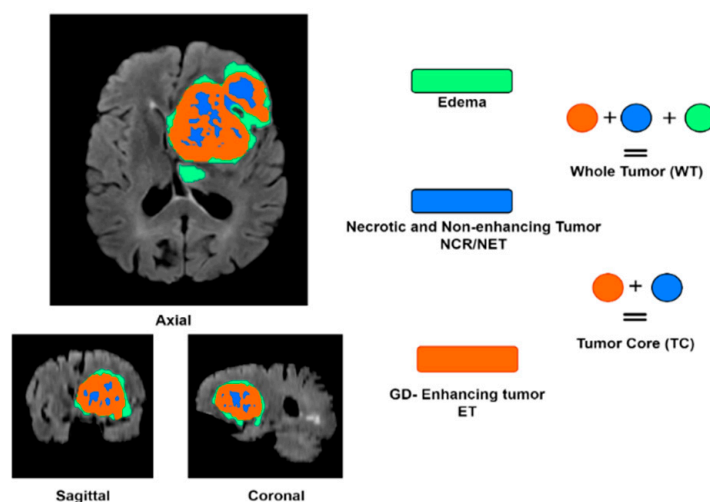 Axial
Sagittal
Coronal
Edema
Necrotic and Non-enhancing Tumor
NCR/NET
GD- Enhancing tumor
ET
+ +
=
Whole Tumor (WT)
+
=
Tumor Core (TC)